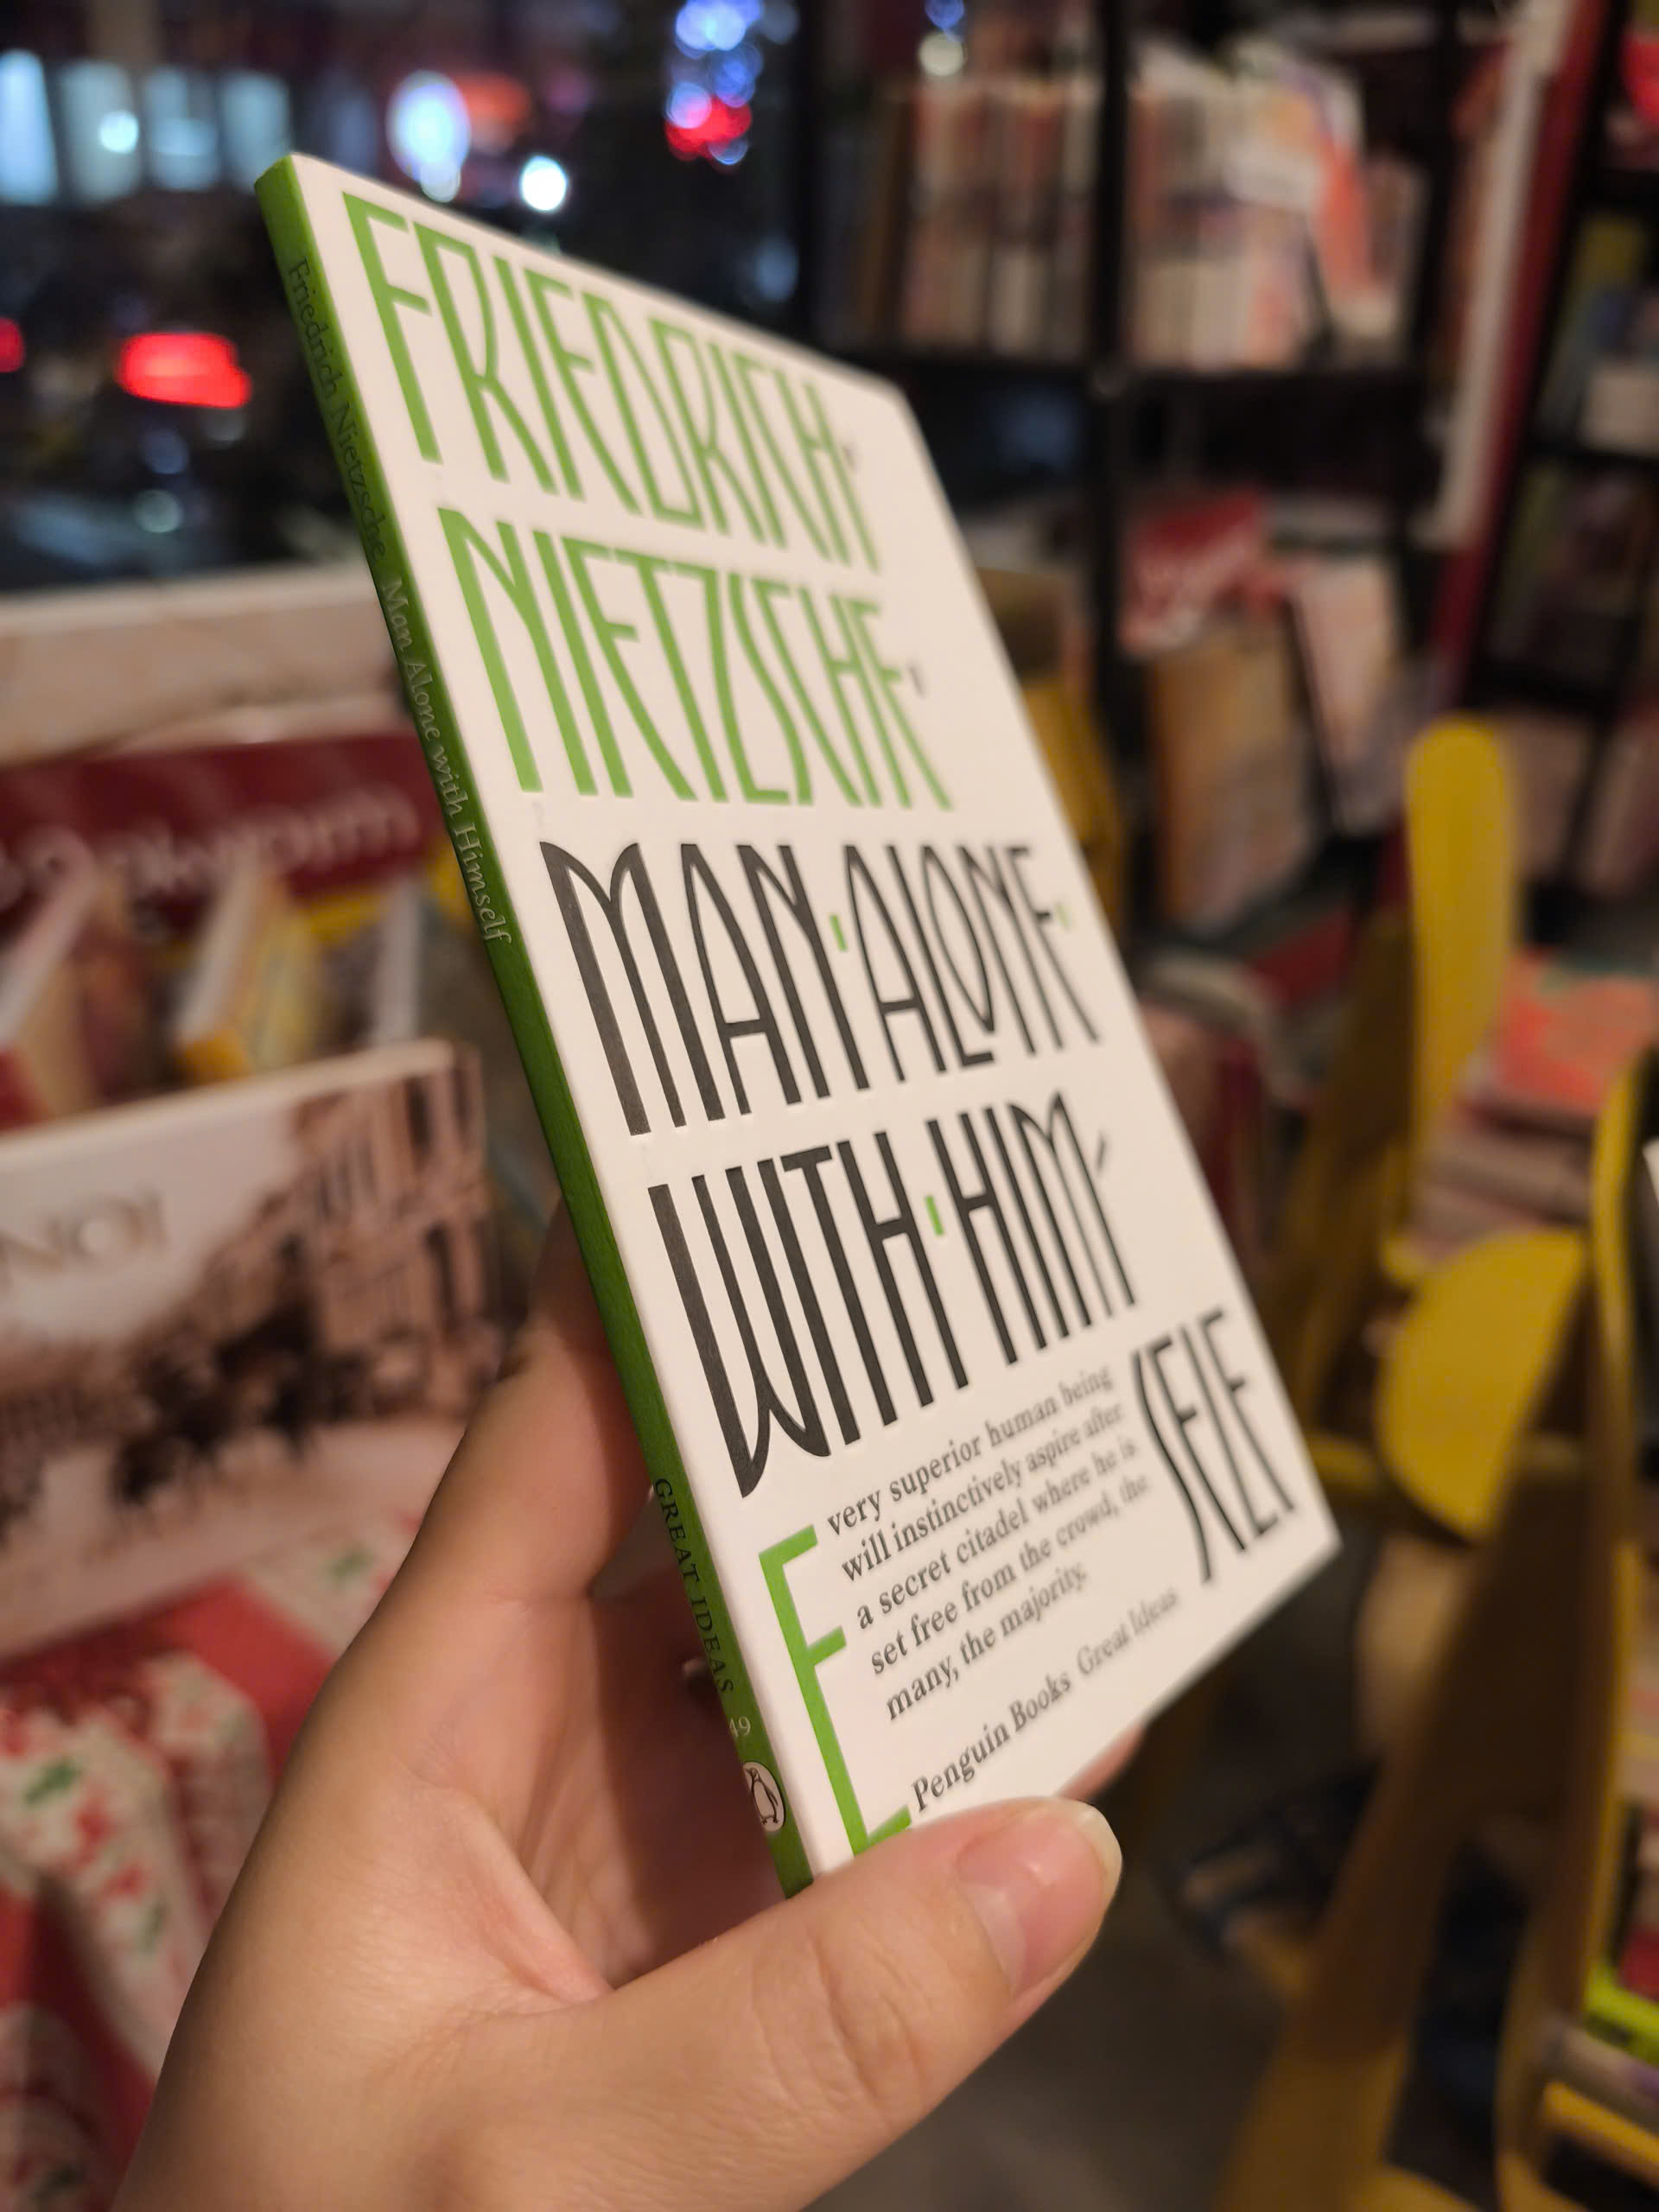 FRIEDRICH
NIETZSCHE
MAN·ALONE·
WITH·HIM-
SELF
Every superior human being
will instinctively aspire after
a secret citadel where he is
set free from the crowd, the
many, the majority.
Penguin Books Great Ideas
Friedrich Nietzsche Man Alone with Himself GREAT IDEAS 49